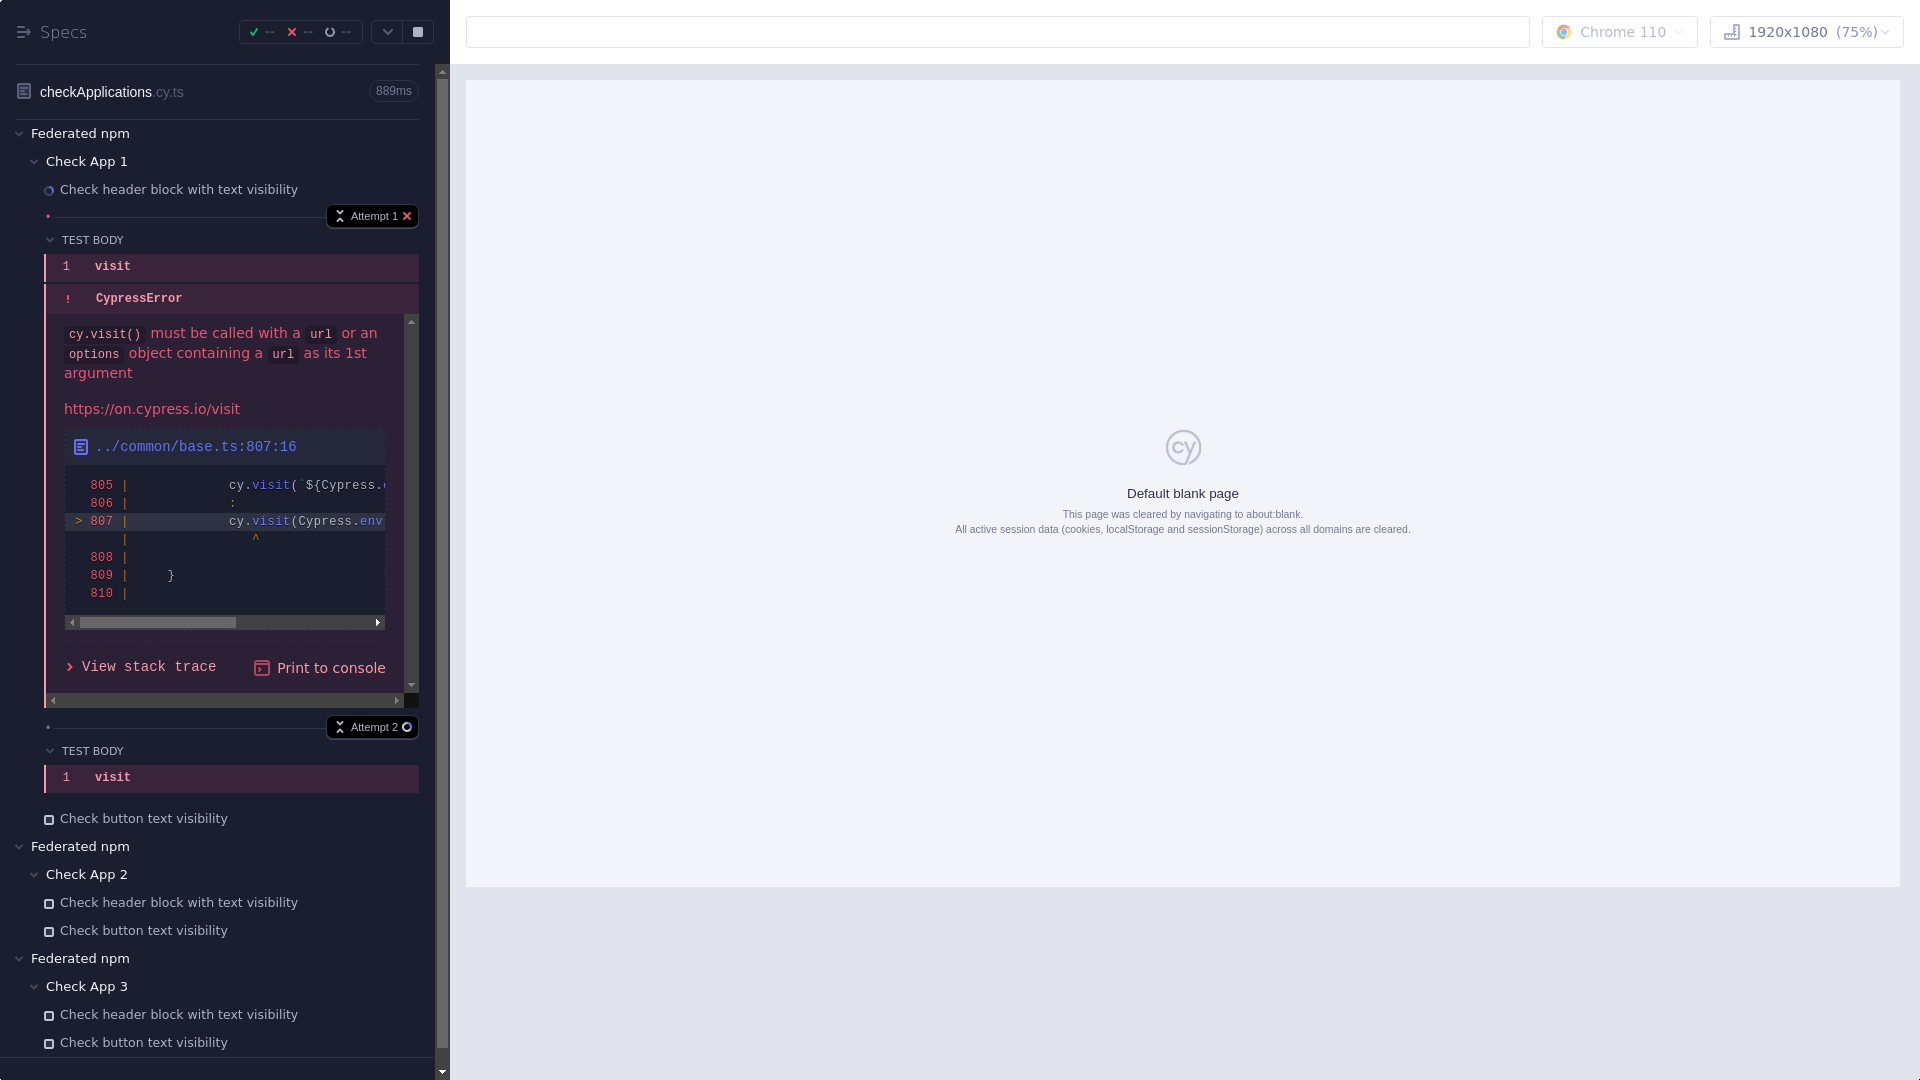 Specs
--
--
--
Chrome 110
1920x1080 (75%)
checkApplications.cy.ts
889ms
Federated npm
Check App 1
Check header block with text visibility
Attempt 1
TEST BODY
1 visit
! CypressError
cy.visit() must be called with a url or an
options object containing a url as its 1st
argument
https://on.cypress.io/visit
../common/base.ts:807:16
805 | cy.visit(`${Cypress.
806 | :
> 807 | cy.visit(Cypress.env
| ^
808 |
809 | }
810 |
View stack trace
Print to console
Attempt 2
TEST BODY
1 visit
Check button text visibility
Federated npm
Check App 2
Check header block with text visibility
Check button text visibility
Federated npm
Check App 3
Check header block with text visibility
Check button text visibility
cy
Default blank page
This page was cleared by navigating to about:blank.
All active session data (cookies, localStorage and sessionStorage) across all domains are cleared.